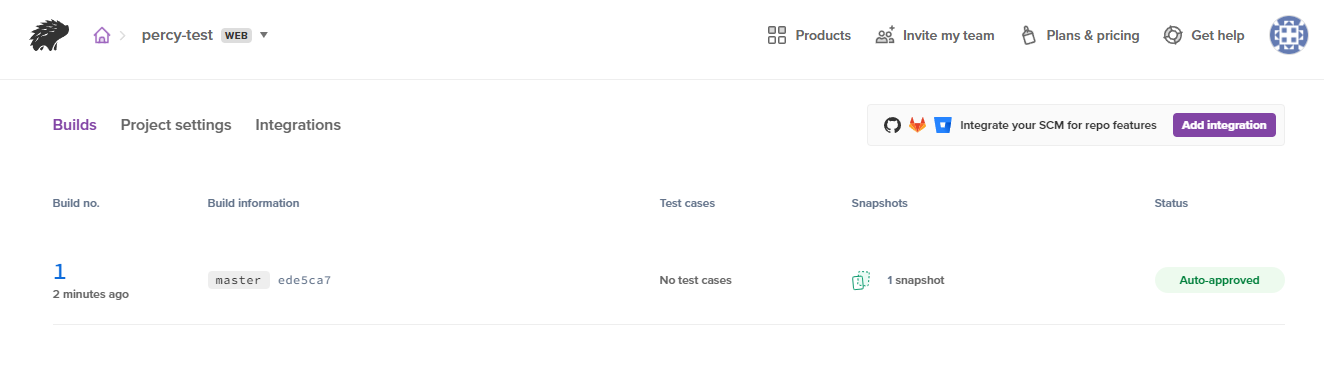 percy-test WEB
Products
Invite my team
Plans & pricing
Get help
Builds
Project settings
Integrations
Integrate your SCM for repo features
Add integration
Build no.
Build information
Test cases
Snapshots
Status
1
2 minutes ago
master ede5ca7
No test cases
1 snapshot
Auto-approved